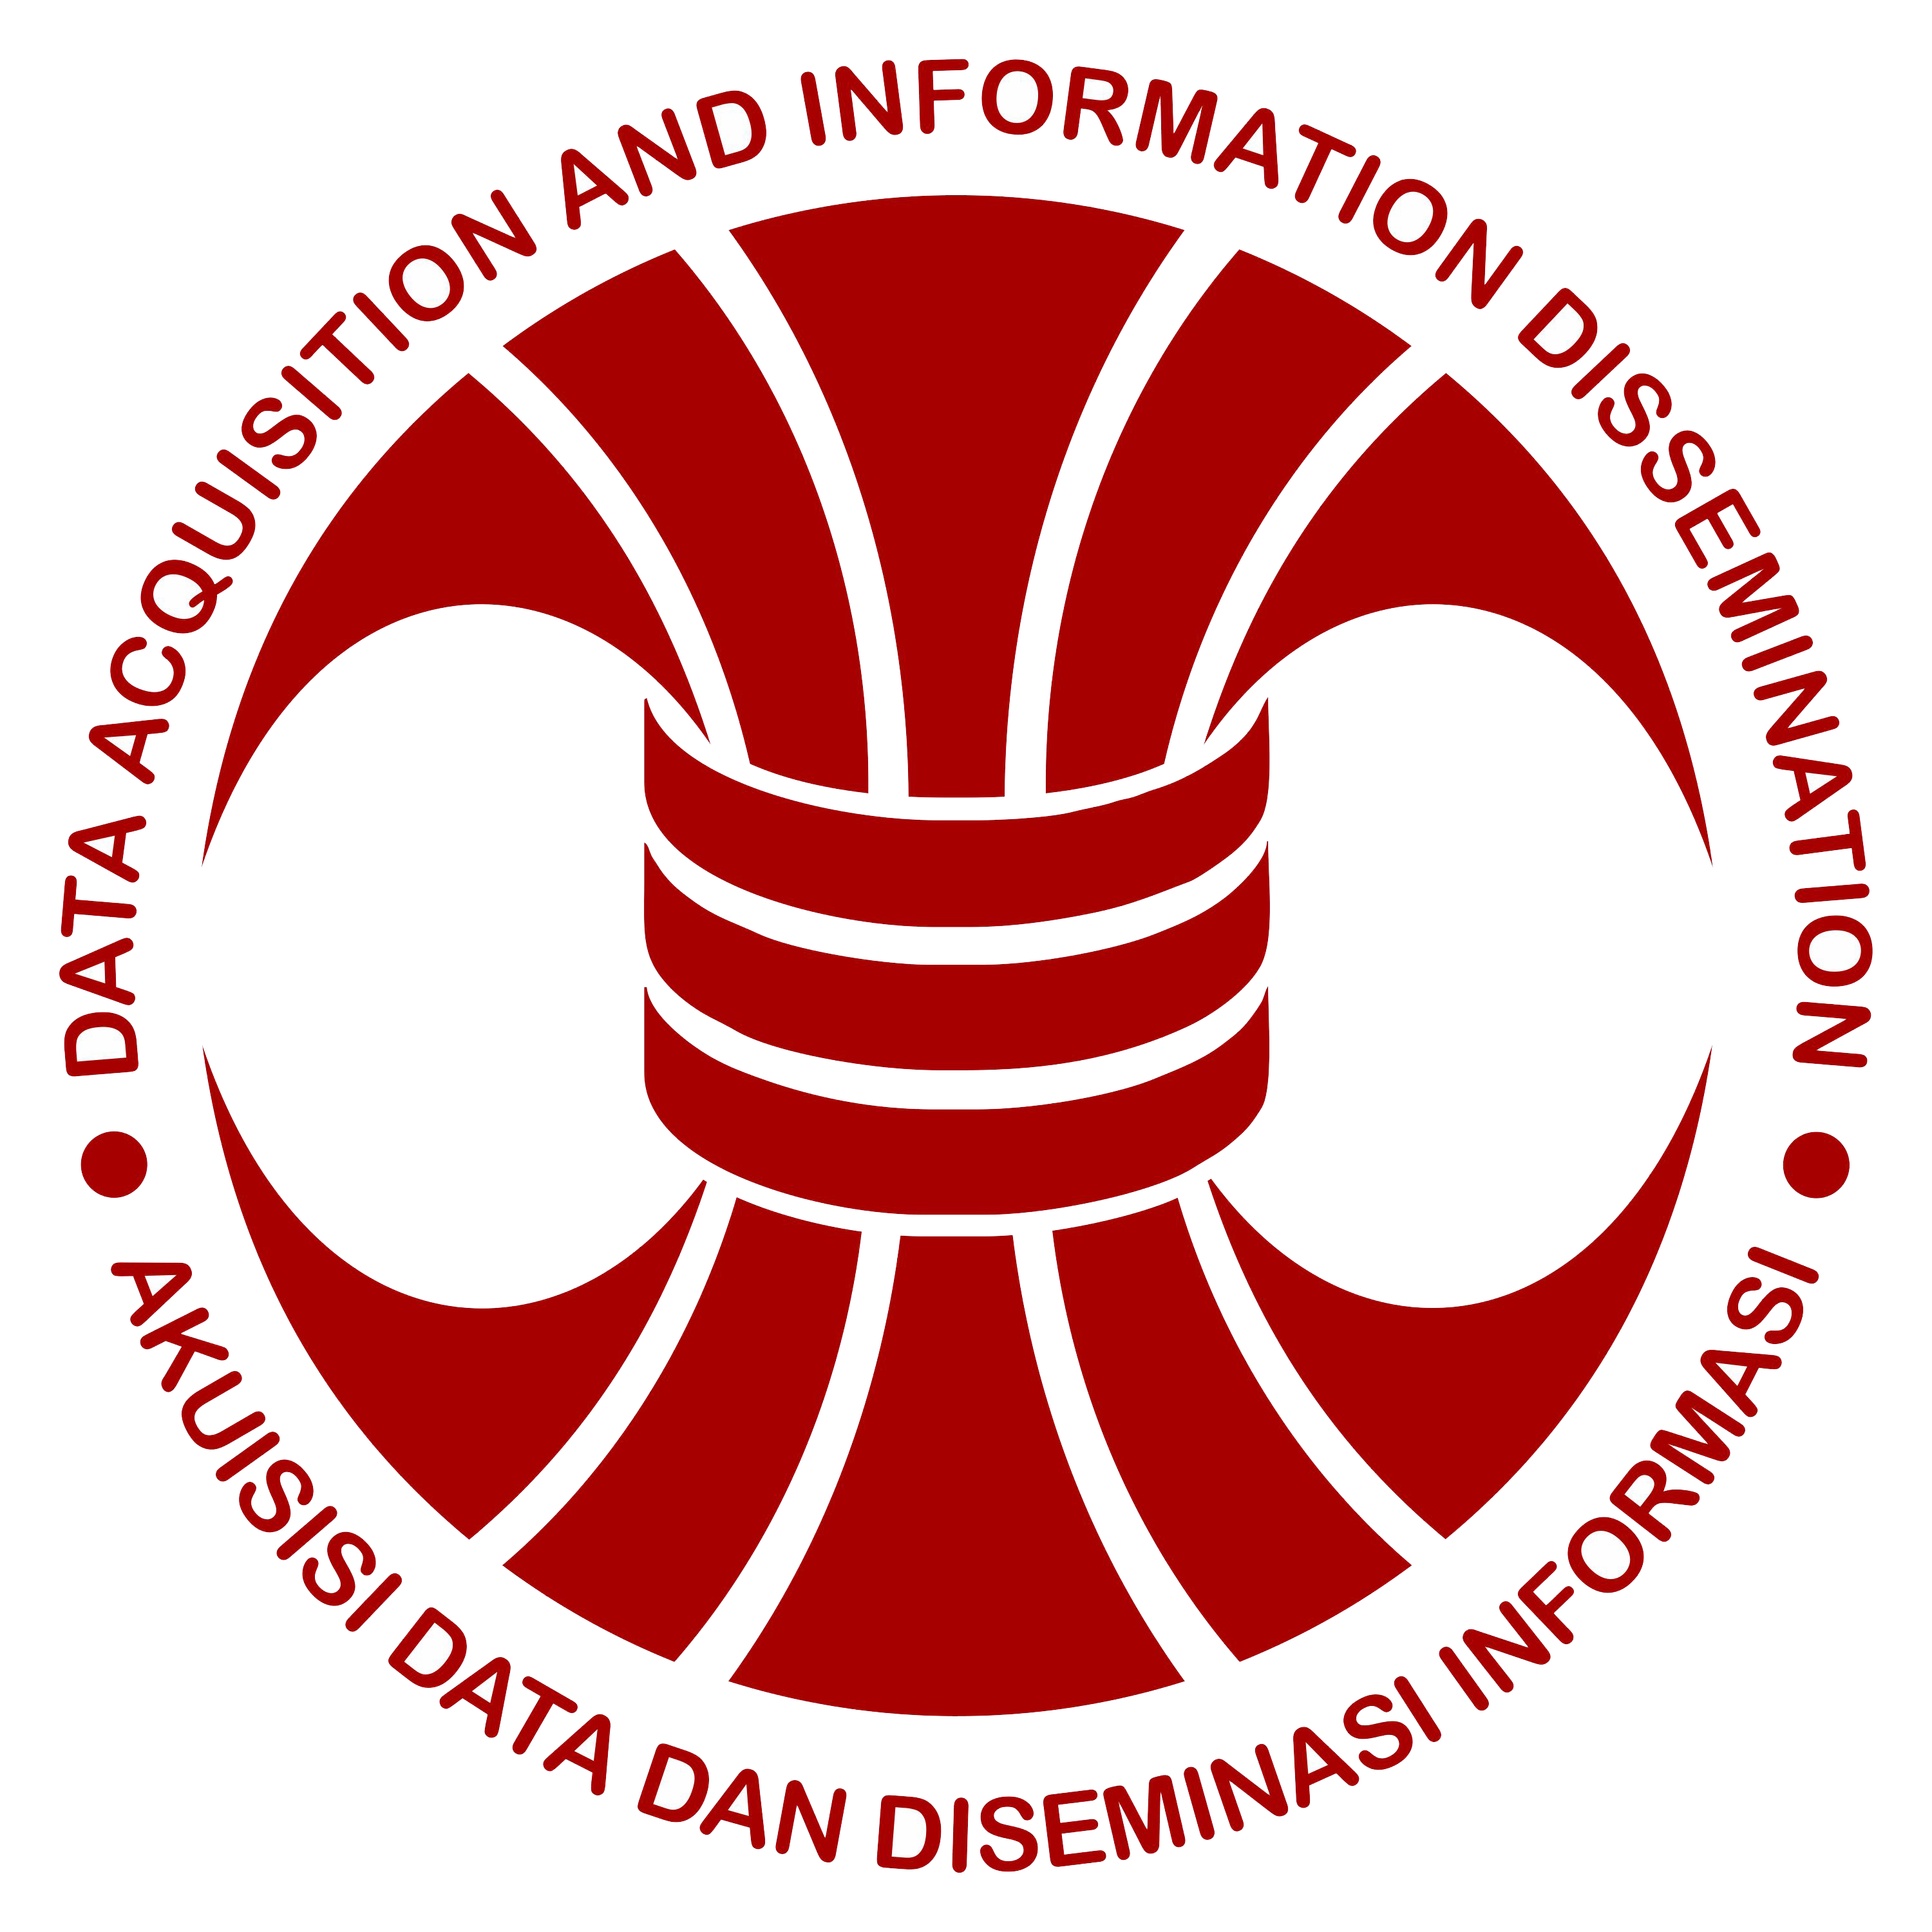 DATA ACQUISITION AND INFORMATION DISSEMINATION
AKUISISI DATA DAN DISEMINASI INFORMASI